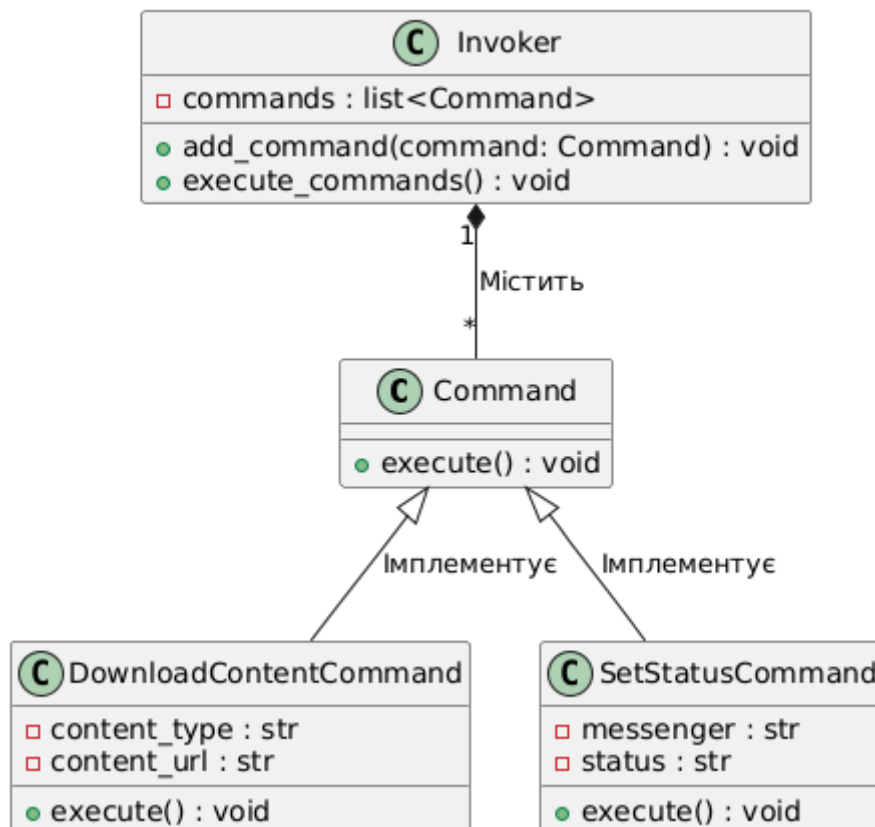 C Invoker
commands : list<Command>
add_command(command: Command) : void
execute_commands() : void
1
Містить
*
C Command
execute() : void
Імплементує Імплементує
C DownloadContentCommand
C SetStatusCommand
content_type : str
content_url : str
messenger : str
status : str
execute() : void
execute() : void